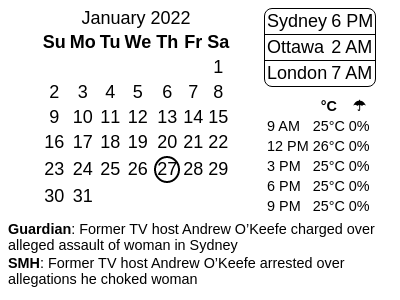 January 2022
Su Mo Tu We Th Fr Sa
1
2 3 4 5 6 7 8
9 10 11 12 13 14 15
16 17 18 19 20 21 22
23 24 25 26 27 28 29
30 31
Sydney 6 PM
Ottawa 2 AM
London 7 AM
°C ☂
9 AM 25°C 0%
12 PM 26°C 0%
3 PM 25°C 0%
6 PM 25°C 0%
9 PM 25°C 0%
Guardian: Former TV host Andrew O’Keefe charged over
alleged assault of woman in Sydney
SMH: Former TV host Andrew O’Keefe arrested over
allegations he choked woman